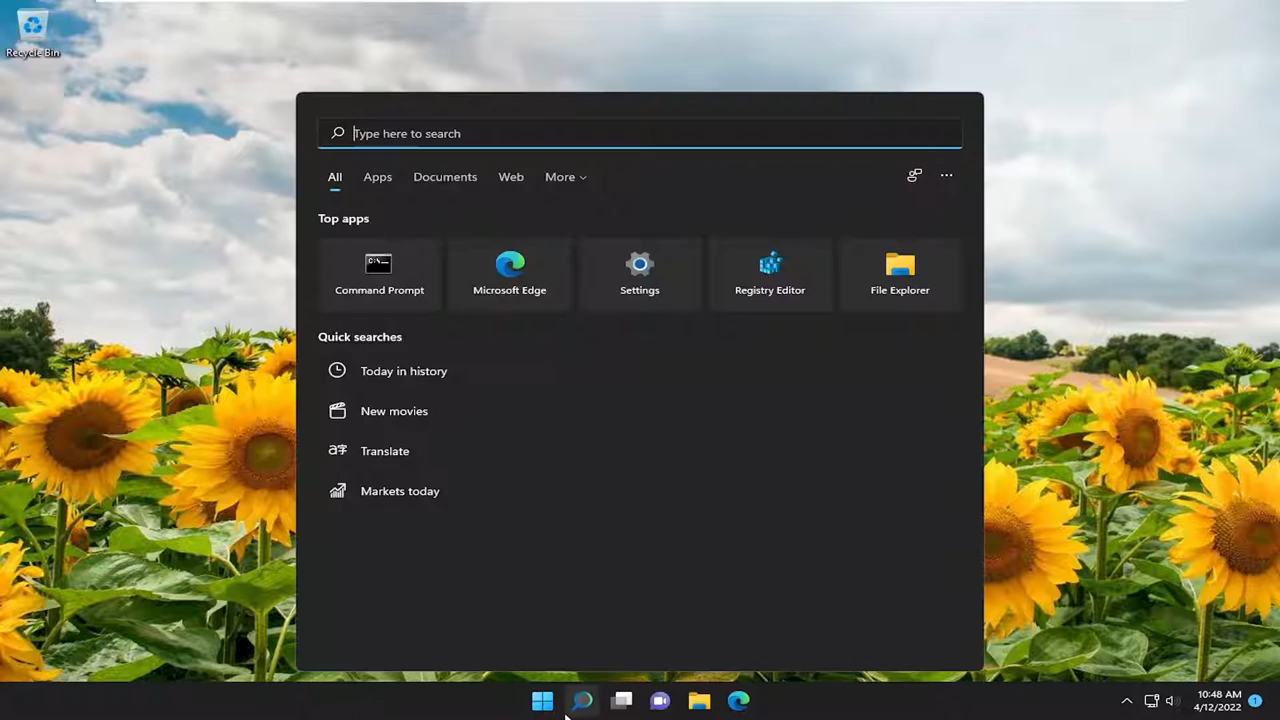 Recycle Bin
Type here to search
All Apps Documents Web More
Top apps
Command Prompt Microsoft Edge Settings Registry Editor File Explorer
Quick searches
Today in history
New movies
Translate
Markets today
10:48 AM
4/12/2022
1